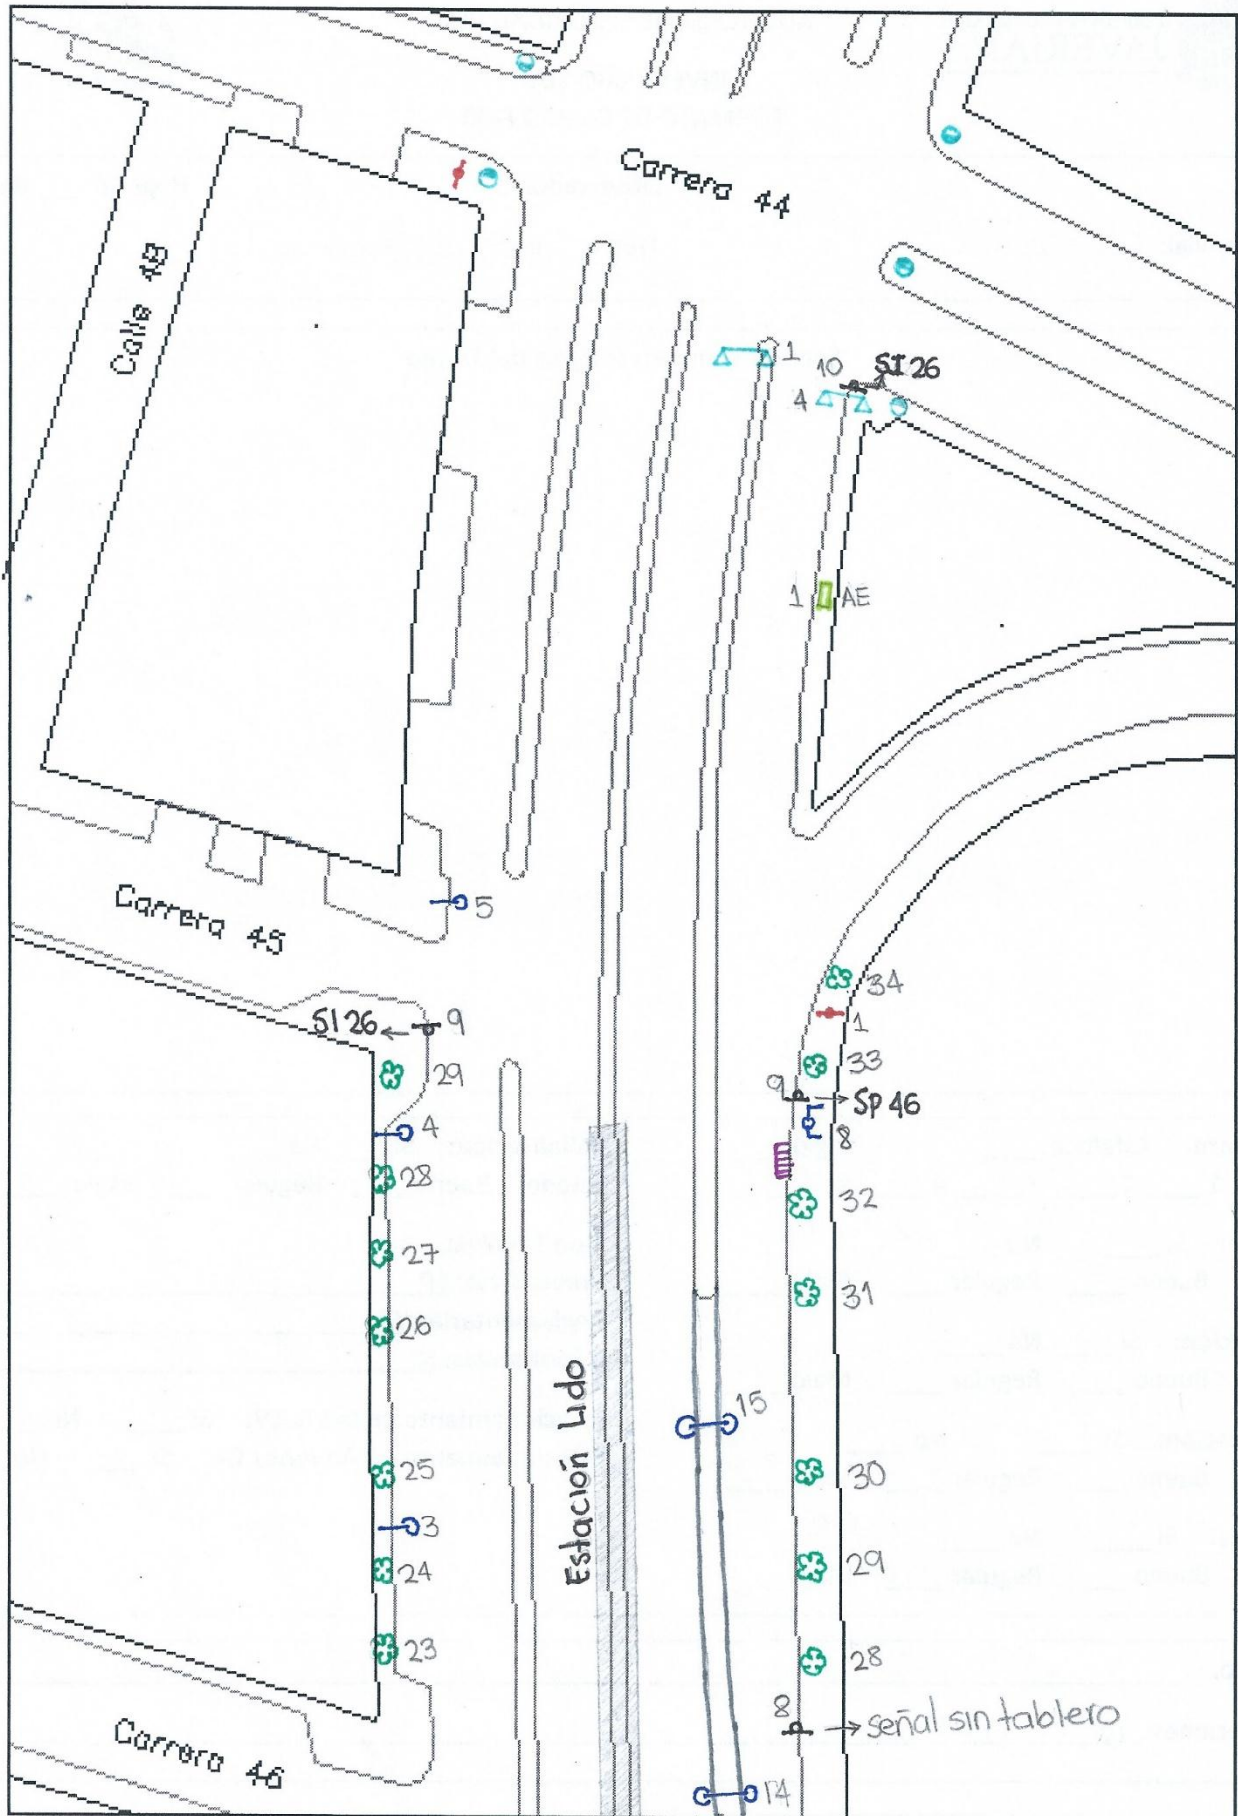 Carrera 44
Calle 48
1
10 SI 26
4
1 AE
Carrera 45
5
34
1
SI 26 ← 9
33
29
9 → SP 46
4
8
28
32
27
31
26
Estación Lido
15
25
30
3
24
29
23
28
8 → Señal sin tablero
Carrera 46
14